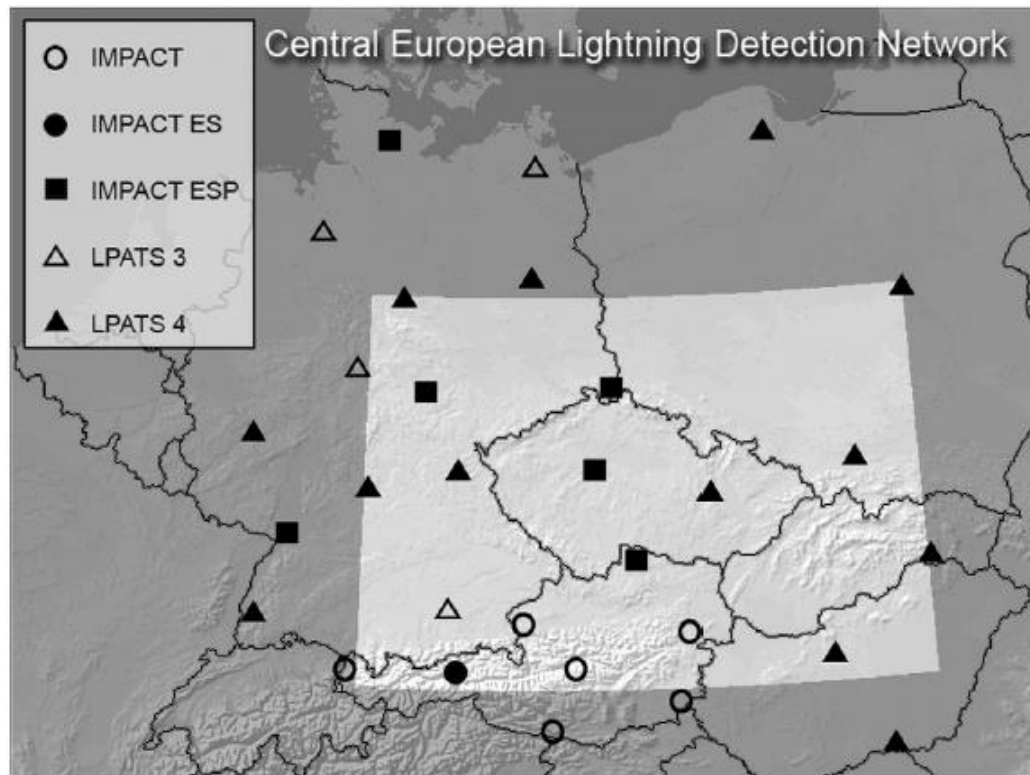 Central European Lightning Detection Network
IMPACT
IMPACT ES
IMPACT ESP
LPATS 3
LPATS 4